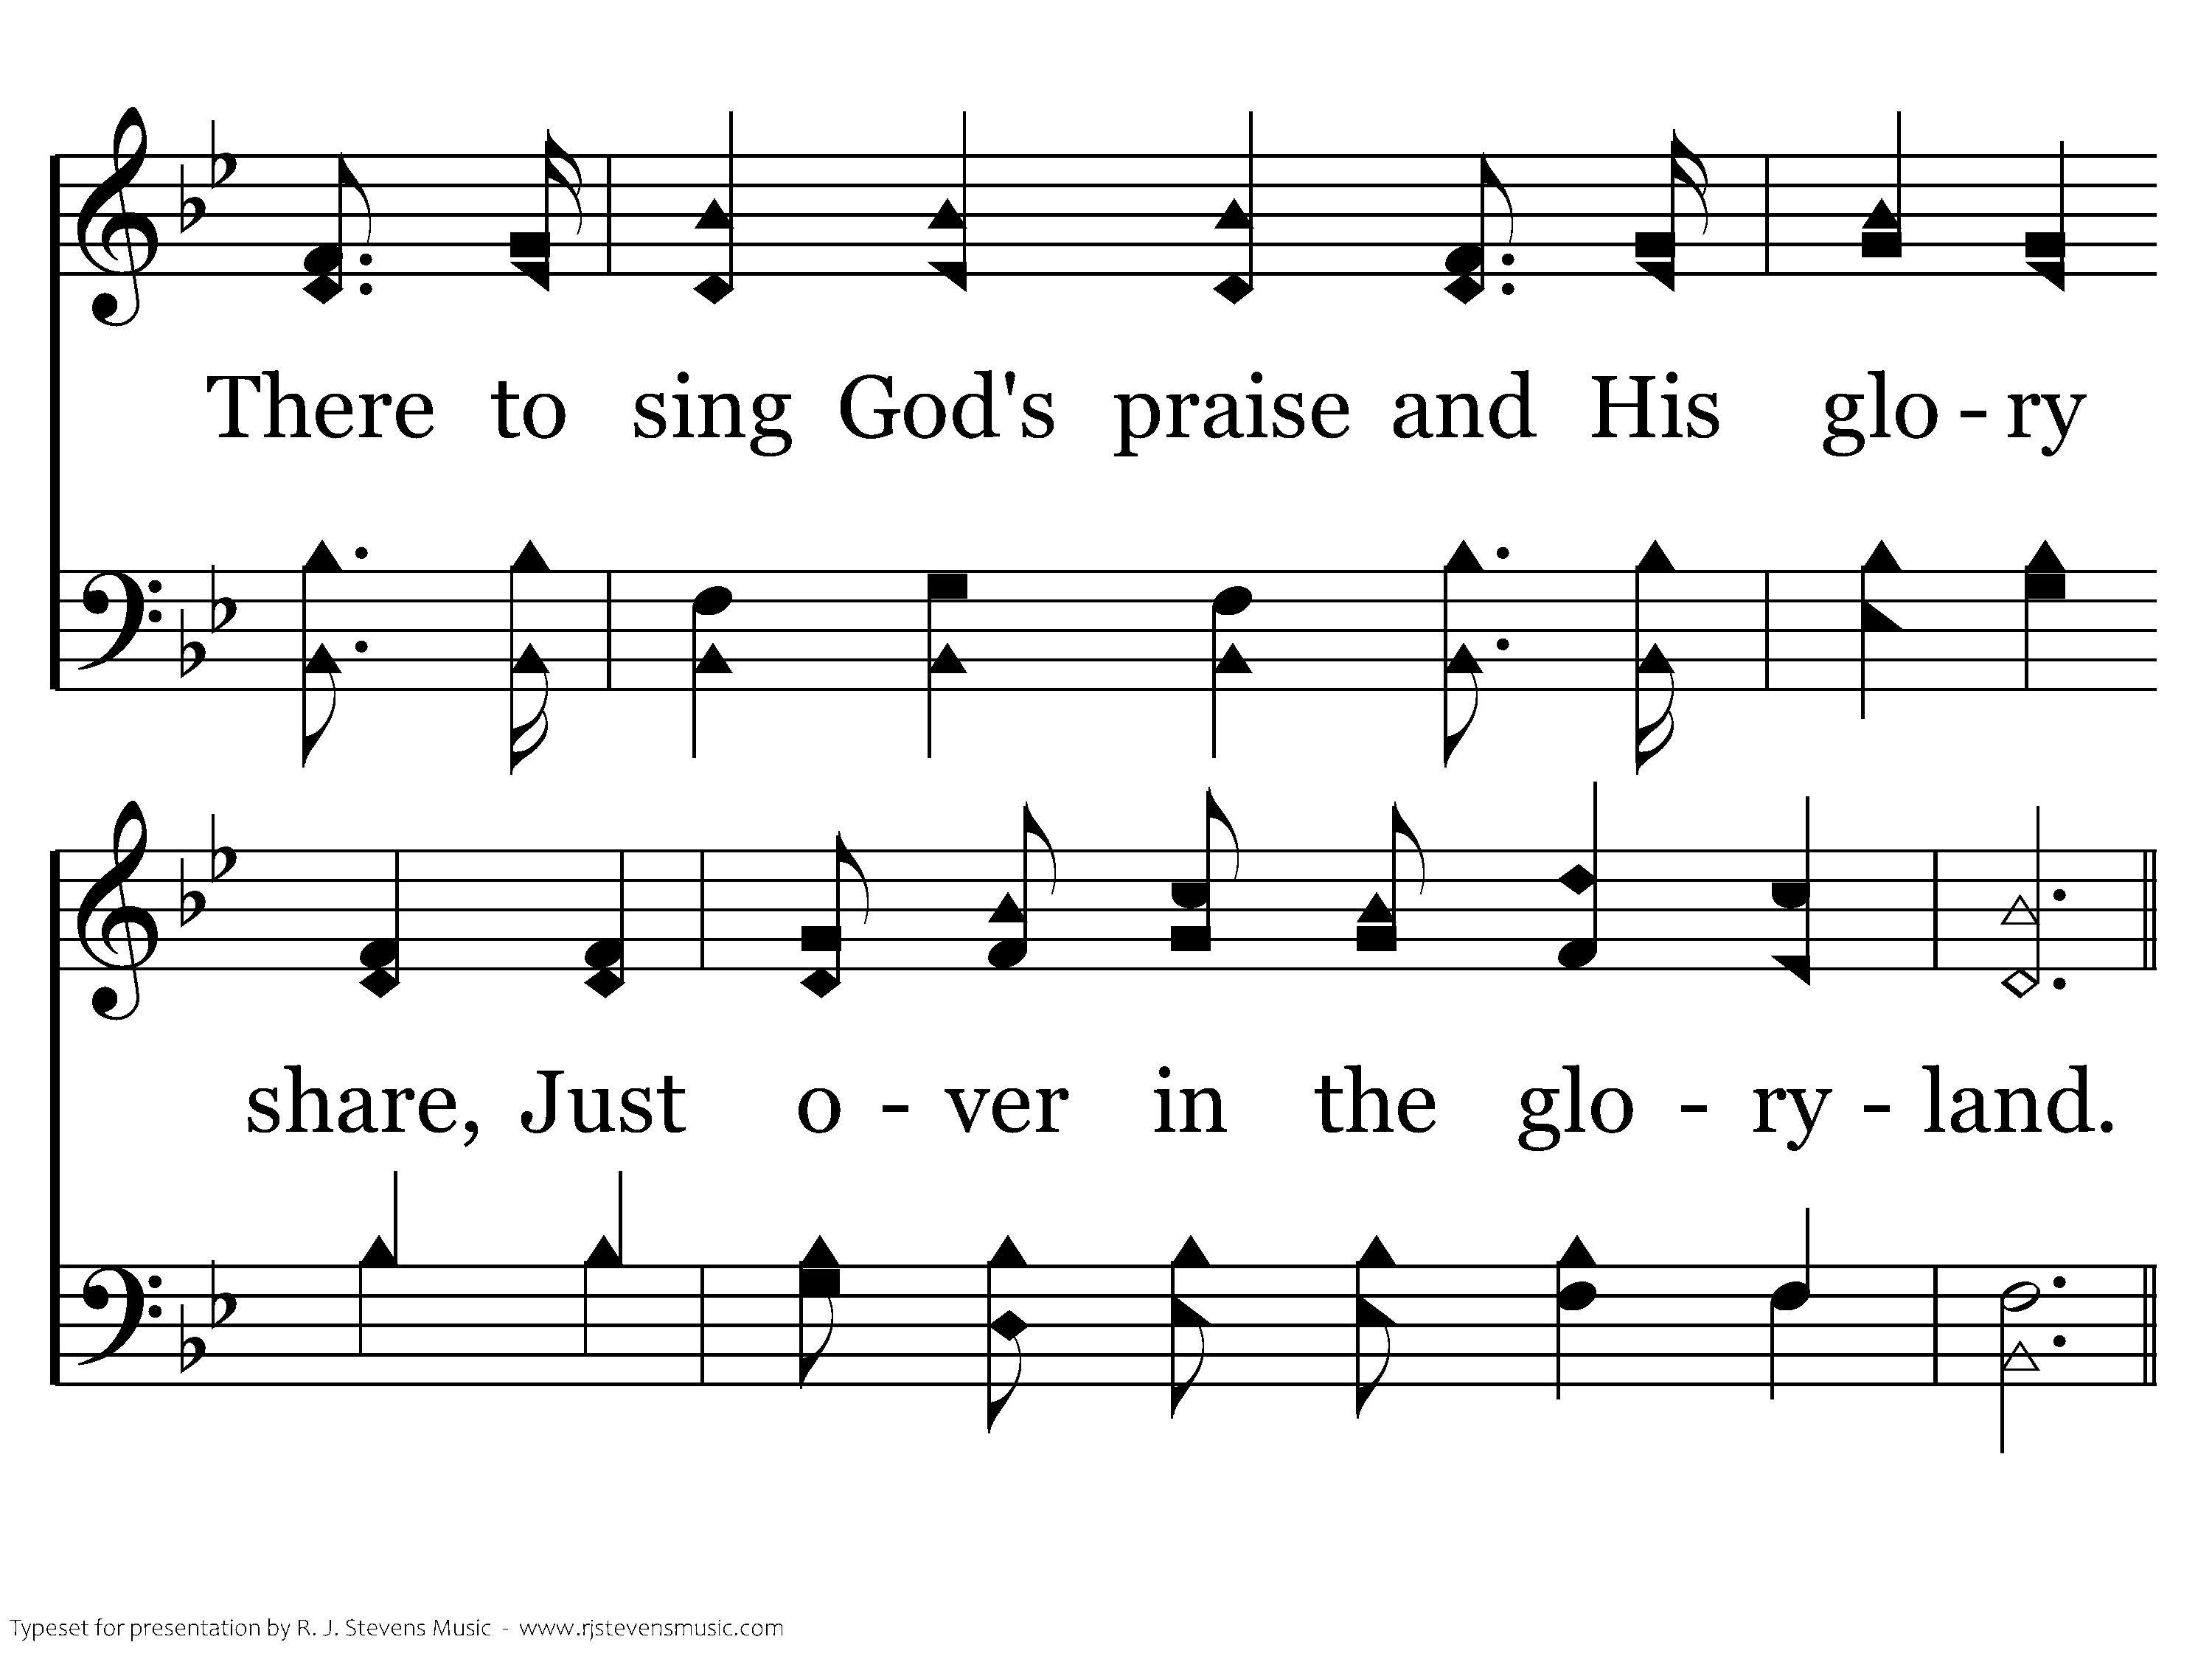 There to sing God's praise and His glo - ry
share, Just o - ver in the glo - ry - land.
Typeset for presentation by R. J. Stevens Music - www.rjstevensmusic.com